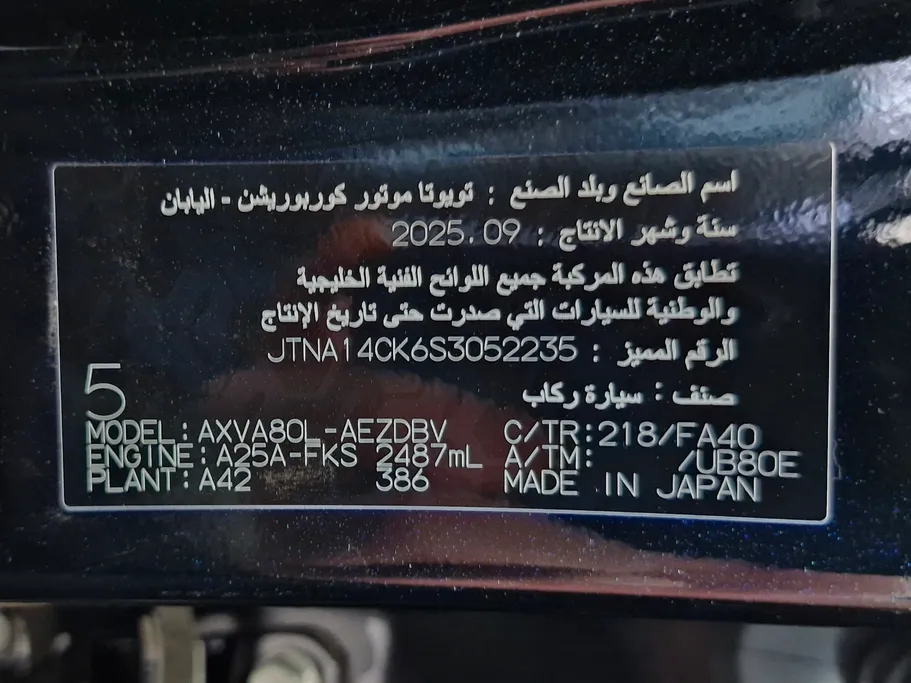 اسم الصانع وبلد الصنع : تويوتا موتور كوربوريشن - اليابان
سنة وشهر الانتاج : 2025.09
تطابق هذه المركبة جميع اللوائح الفنية الخليجية
والوطنية للسيارات التي صدرت حتى تاريخ الإنتاج
الرقم المميز : JTNA14CK6S3052235
صنف : سيارة ركاب
5
MODEL:AXVA80L-AEZDBV C/TR:218/FA40
ENGINE:A25A-FKS 2487mL A/TM: /UB80E
PLANT:A42 386 MADE IN JAPAN